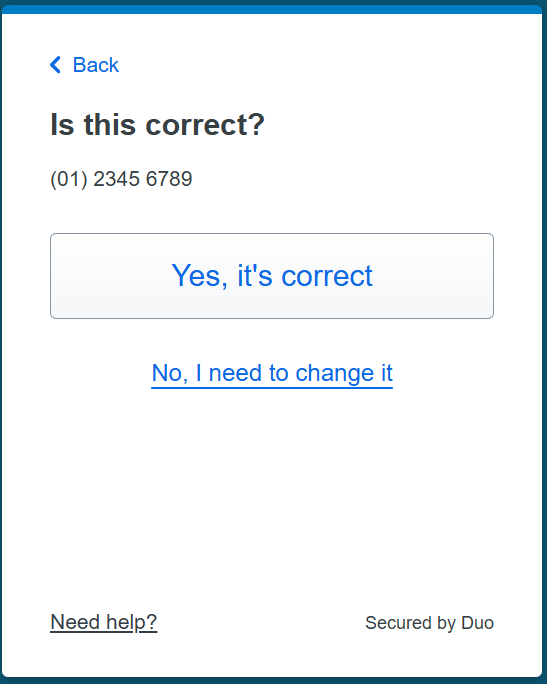 Back
Is this correct?
(01) 2345 6789
Yes, it's correct
No, I need to change it
Need help?
Secured by Duo